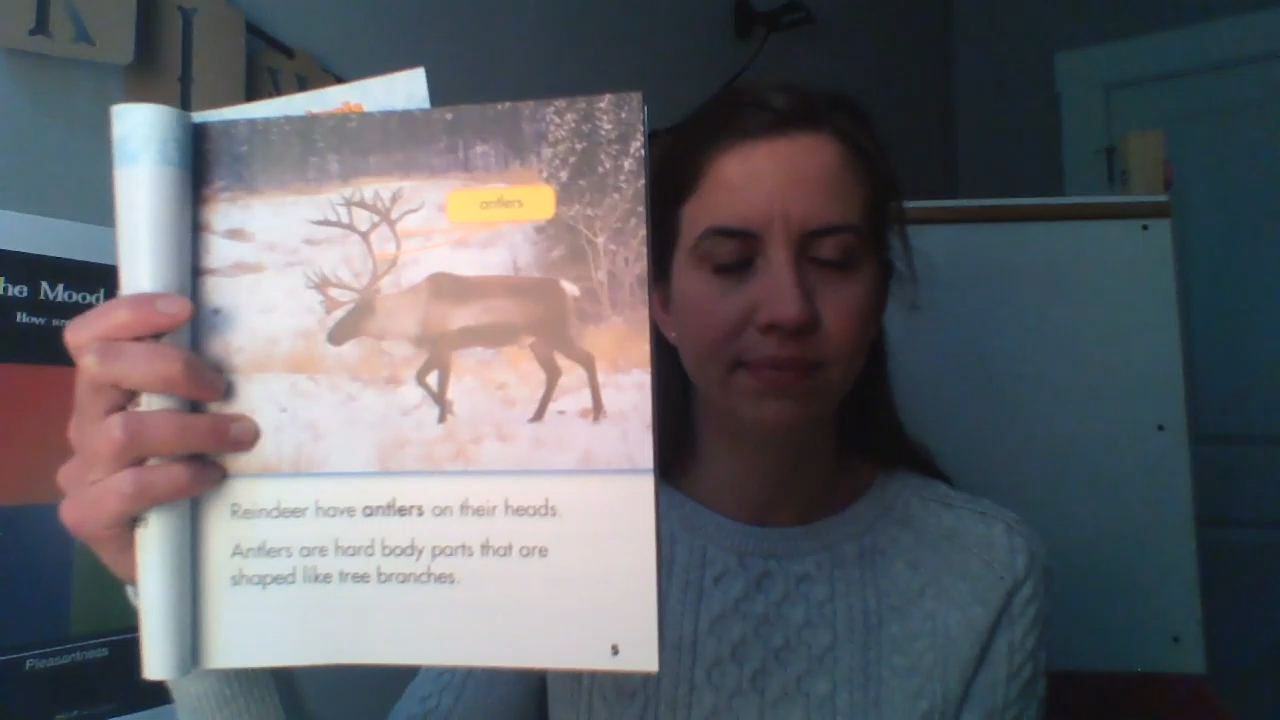 K I
he Mood
How
Pleasantness
antlers
Reindeer have antlers on their heads.
Antlers are hard body parts that are
shaped like tree branches.
5